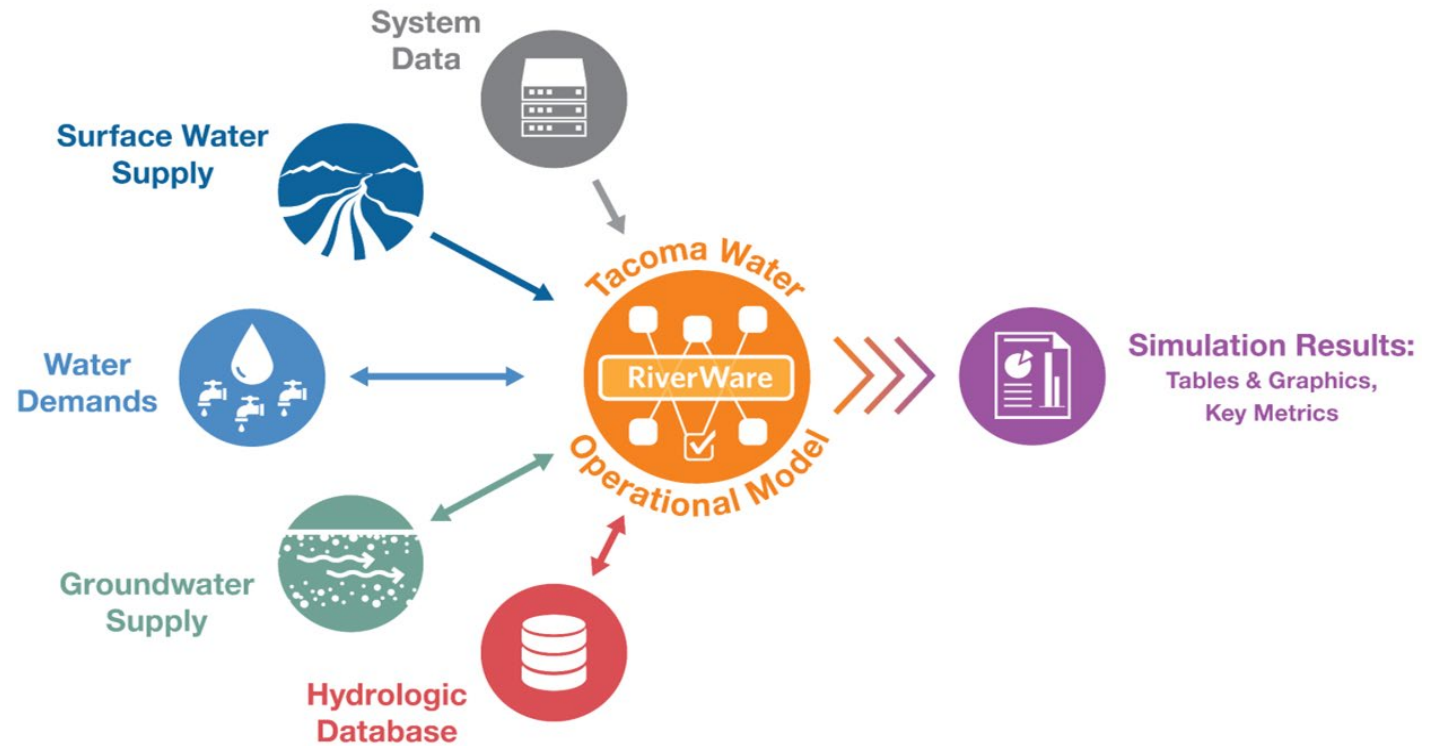 System
Data
Surface Water
Supply
Tacoma Water
RiverWare
Operational Model
Water
Demands
Simulation Results:
Tables & Graphics,
Key Metrics
Groundwater
Supply
Hydrologic
Database